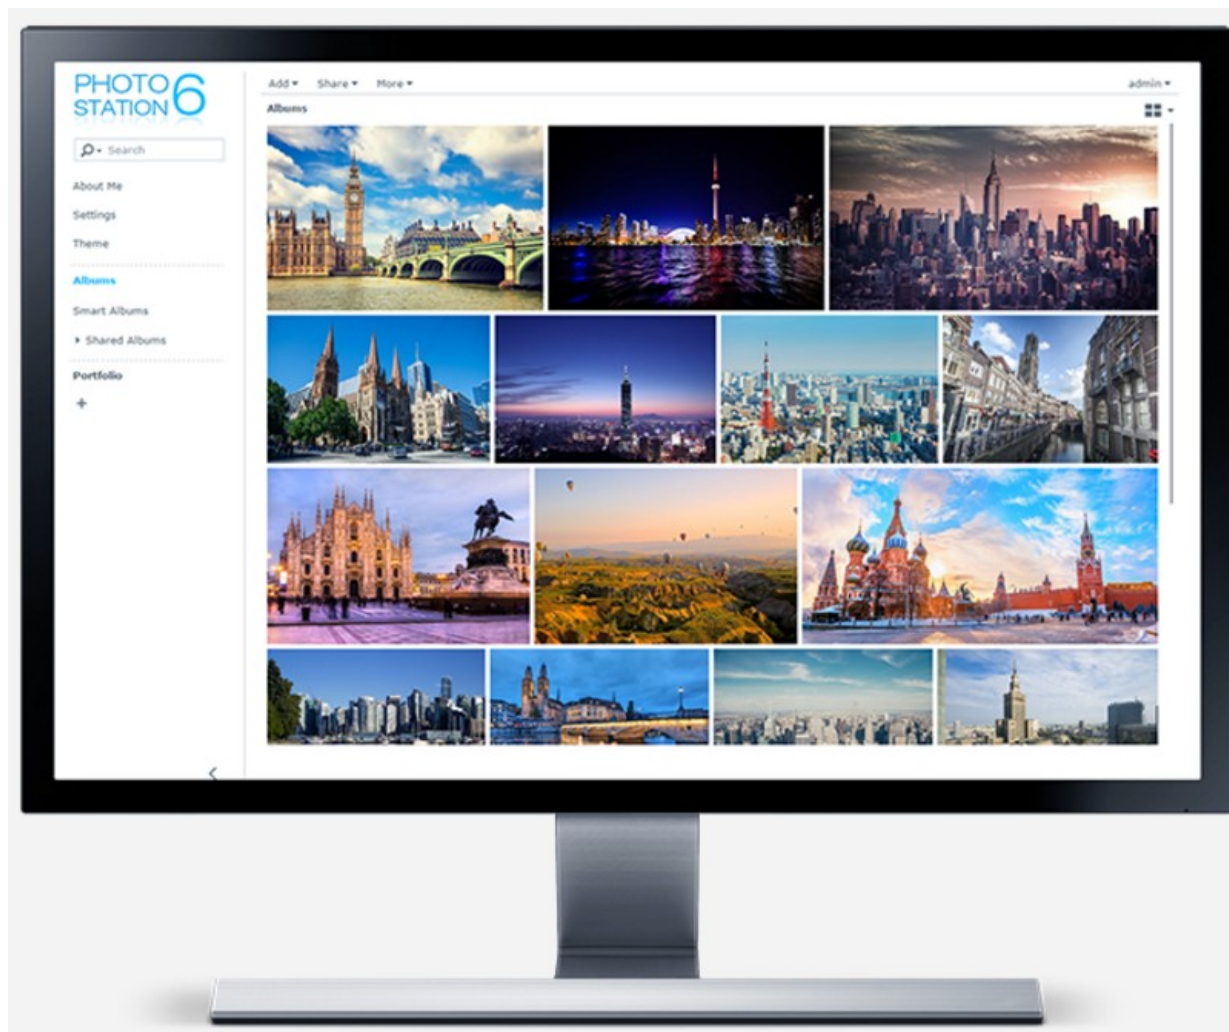 PHOTO
STATION 6
Add Share More
admin
Albums
Search
About Me
Settings
Theme
Albums
Smart Albums
Shared Albums
Portfolio
+